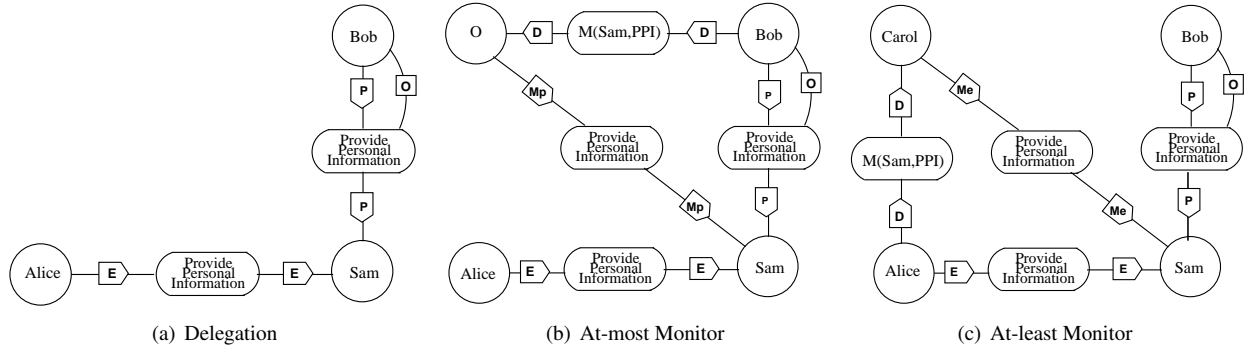 Bob
P
O
Provide
Personal
Information
P
Alice
E
Provide
Personal
Information
E
Sam
(a) Delegation
O
D
M(Sam,PPI)
D
Bob
Mp
P
O
Provide
Personal
Information
Provide
Personal
Information
Mp
P
Alice
E
Provide
Personal
Information
E
Sam
(b) At-most Monitor
Carol
Bob
Me
P
O
D
Provide
Personal
Information
Provide
Personal
Information
M(Sam,PPI)
D
Me
P
Alice
E
Provide
Personal
Information
E
Sam
(c) At-least Monitor